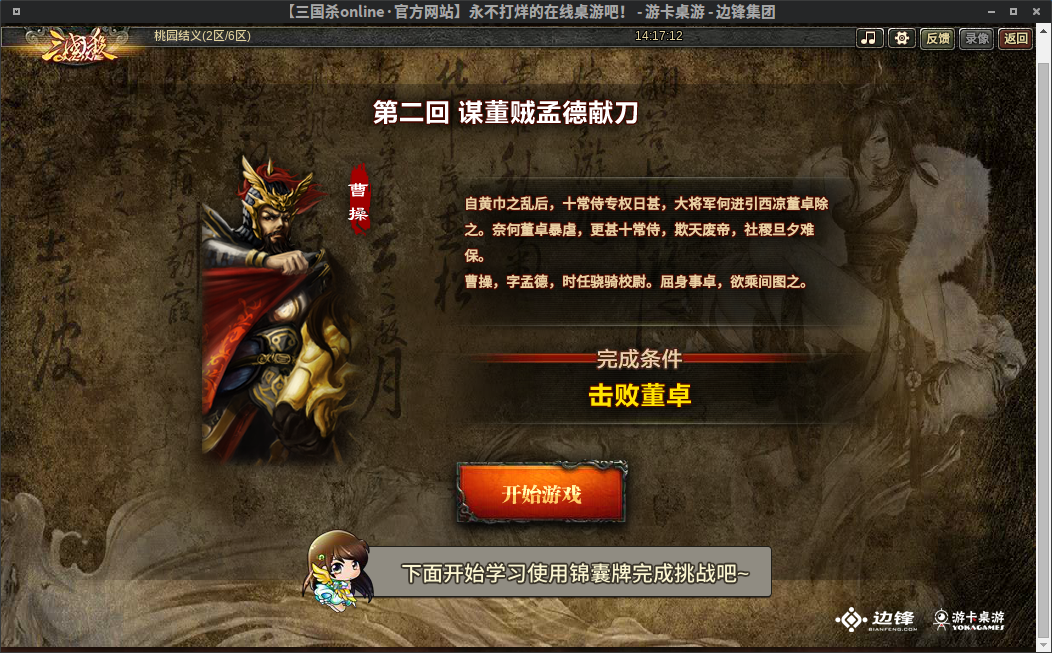 【三国杀online·官方网站】永不打烊的在线桌游吧！ - 游卡桌游 - 边锋集团
三国杀
桃园结义(2区/6区)
14:17:12
反馈
录像
返回
第二回 谋董贼孟德献刀
曹操
自黄巾之乱后，十常侍专权日甚，大将军何进引西凉董卓除
之。奈何董卓暴虐，更甚十常侍，欺天废帝，社稷旦夕难
保。
曹操，字孟德，时任骁骑校尉。屈身事卓，欲乘间图之。
完成条件
击败董卓
开始游戏
下面开始学习使用锦囊牌完成挑战吧~
边锋
BIANFENG.COM
游卡桌游
YOKAGAMES